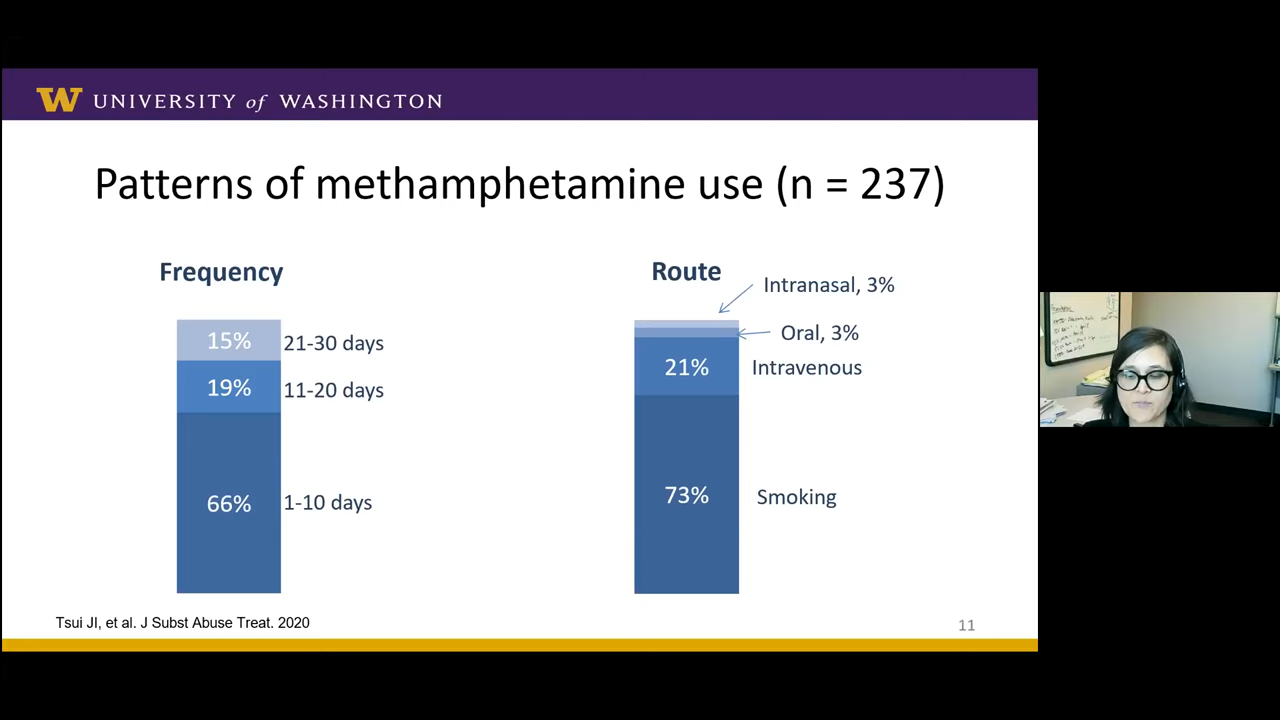 W UNIVERSITY of WASHINGTON
Patterns of methamphetamine use (n = 237)
Frequency
15% 21-30 days
19% 11-20 days
66% 1-10 days
Route
Intranasal, 3%
Oral, 3%
21% Intravenous
73% Smoking
Tsui JI, et al. J Subst Abuse Treat. 2020
11